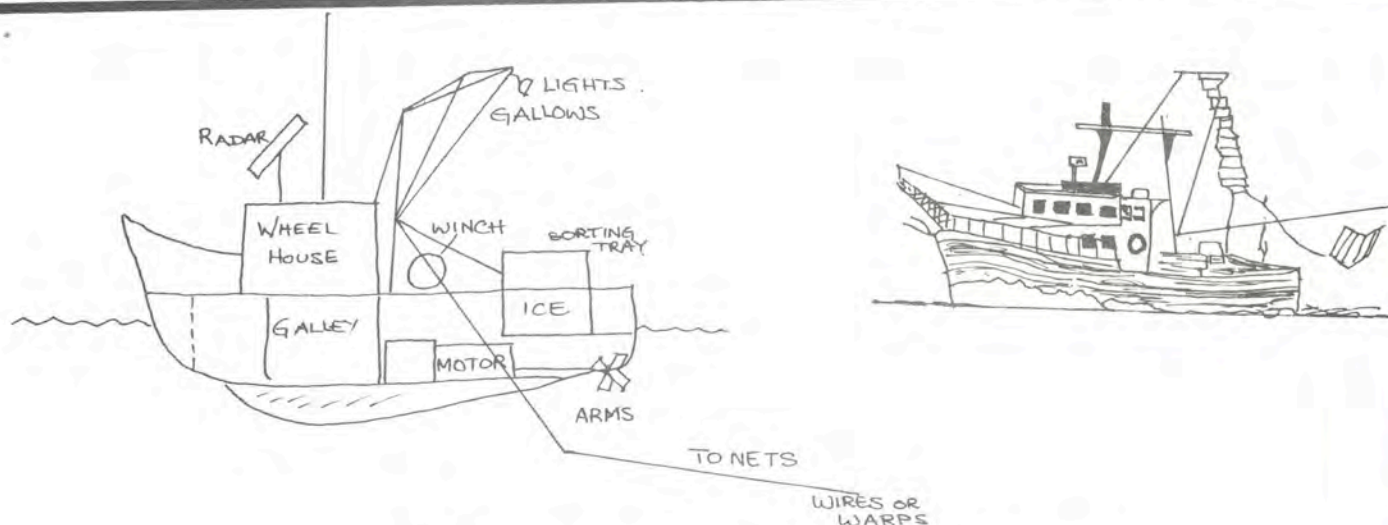 LIGHTS.
GALLOWS
RADAR
WHEEL
HOUSE
WINCH
SORTING
TRAY
ICE
GALLEY
MOTOR
ARMS
TO NETS
WIRES OR
WARPS